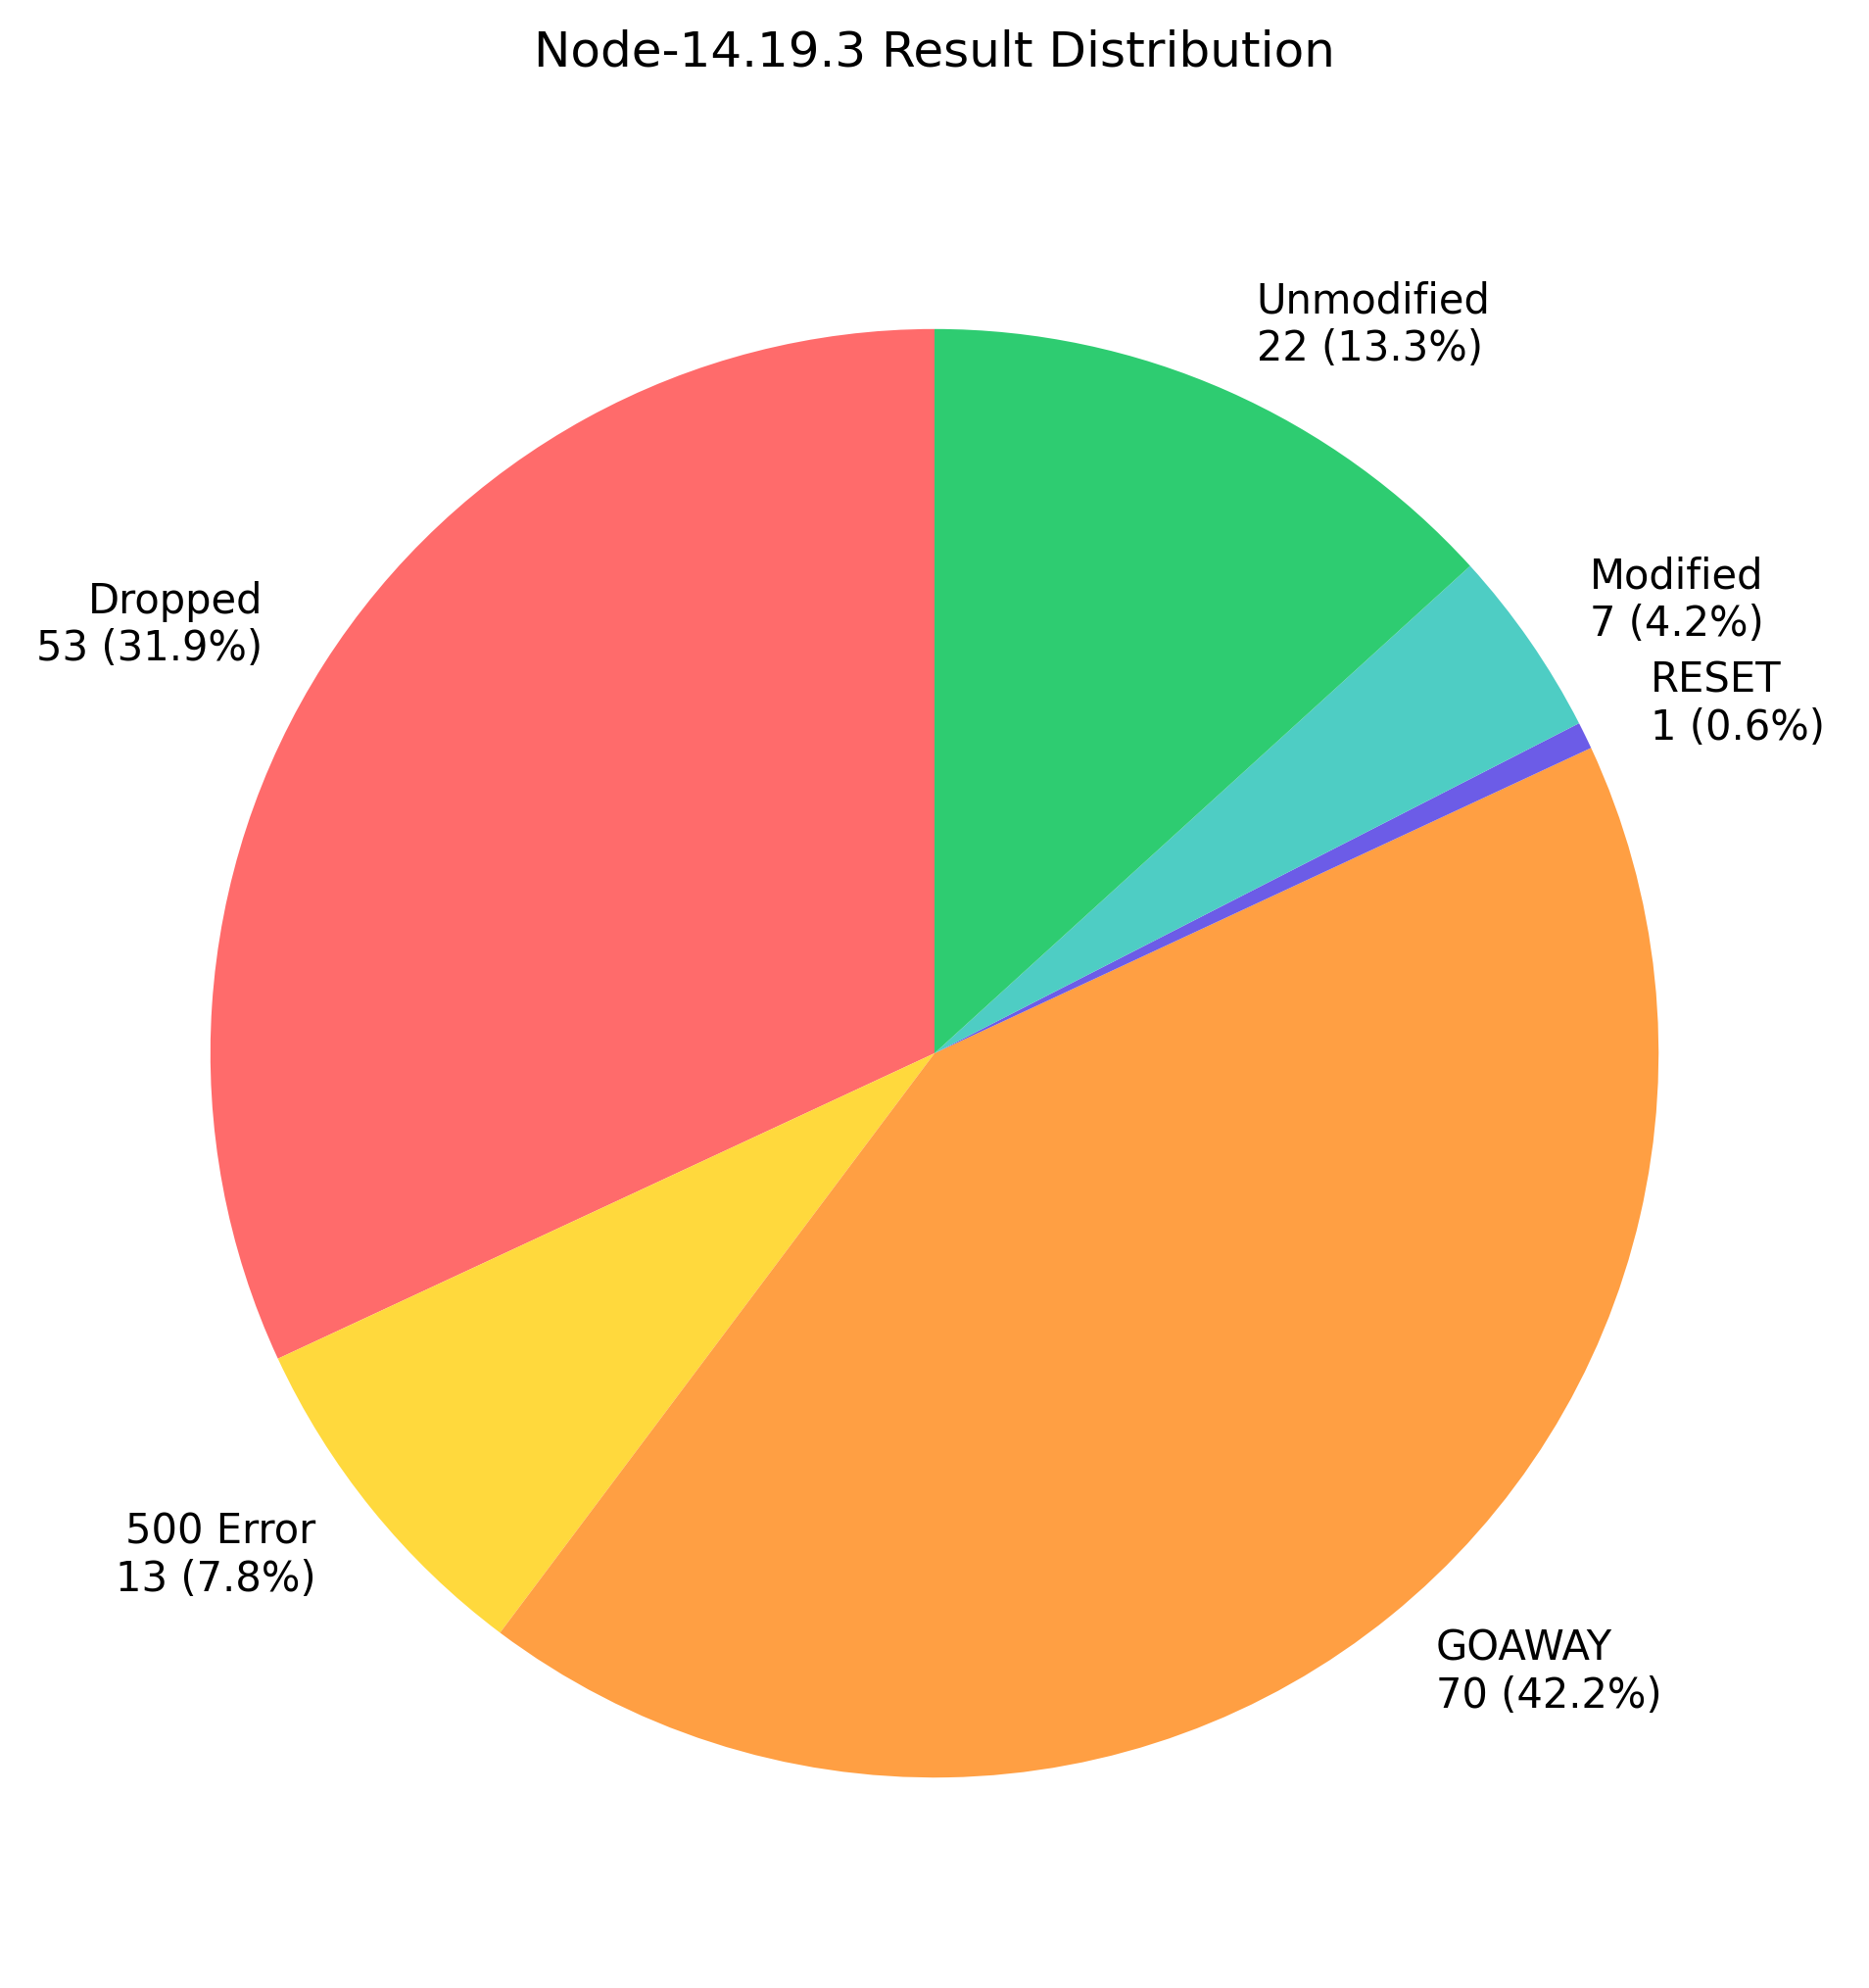 Node-14.19.3 Result Distribution
Unmodified
22 (13.3%)
Modified
7 (4.2%)
RESET
1 (0.6%)
Dropped
53 (31.9%)
500 Error
13 (7.8%)
GOAWAY
70 (42.2%)